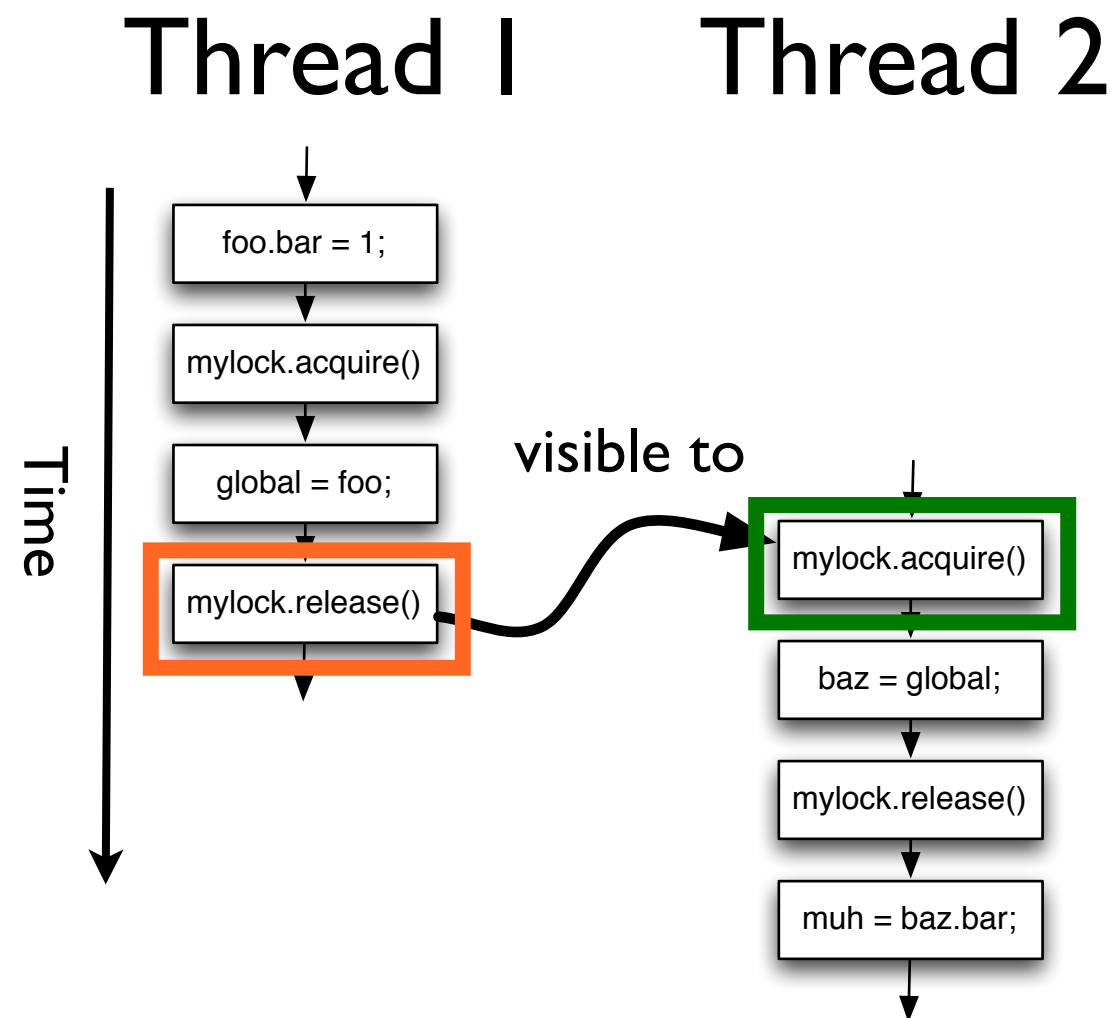 Thread 1
Thread 2
Time
foo.bar = 1;
mylock.acquire()
global = foo;
mylock.release()
visible to
mylock.acquire()
baz = global;
mylock.release()
muh = baz.bar;